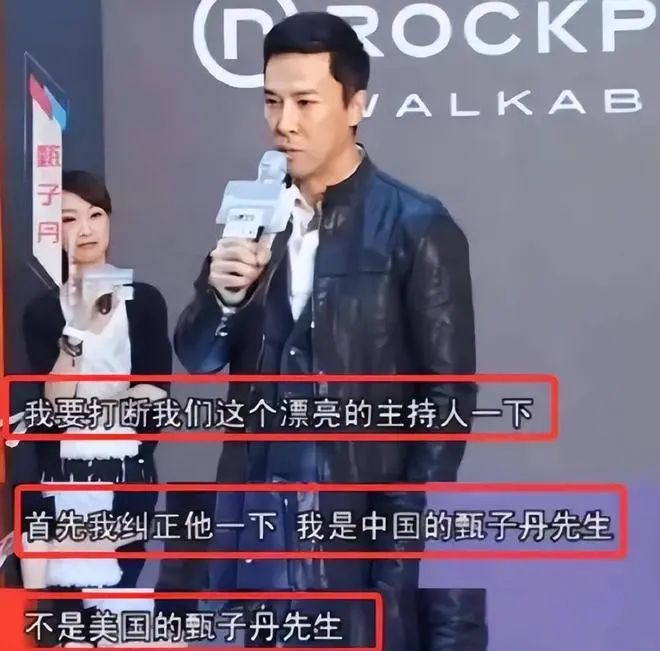 ROCKP
WALKAB
甄子丹
我要打断我们这个漂亮的主持人一下
首先我纠正他一下 我是中国的甄子丹先生
不是美国的甄子丹先生